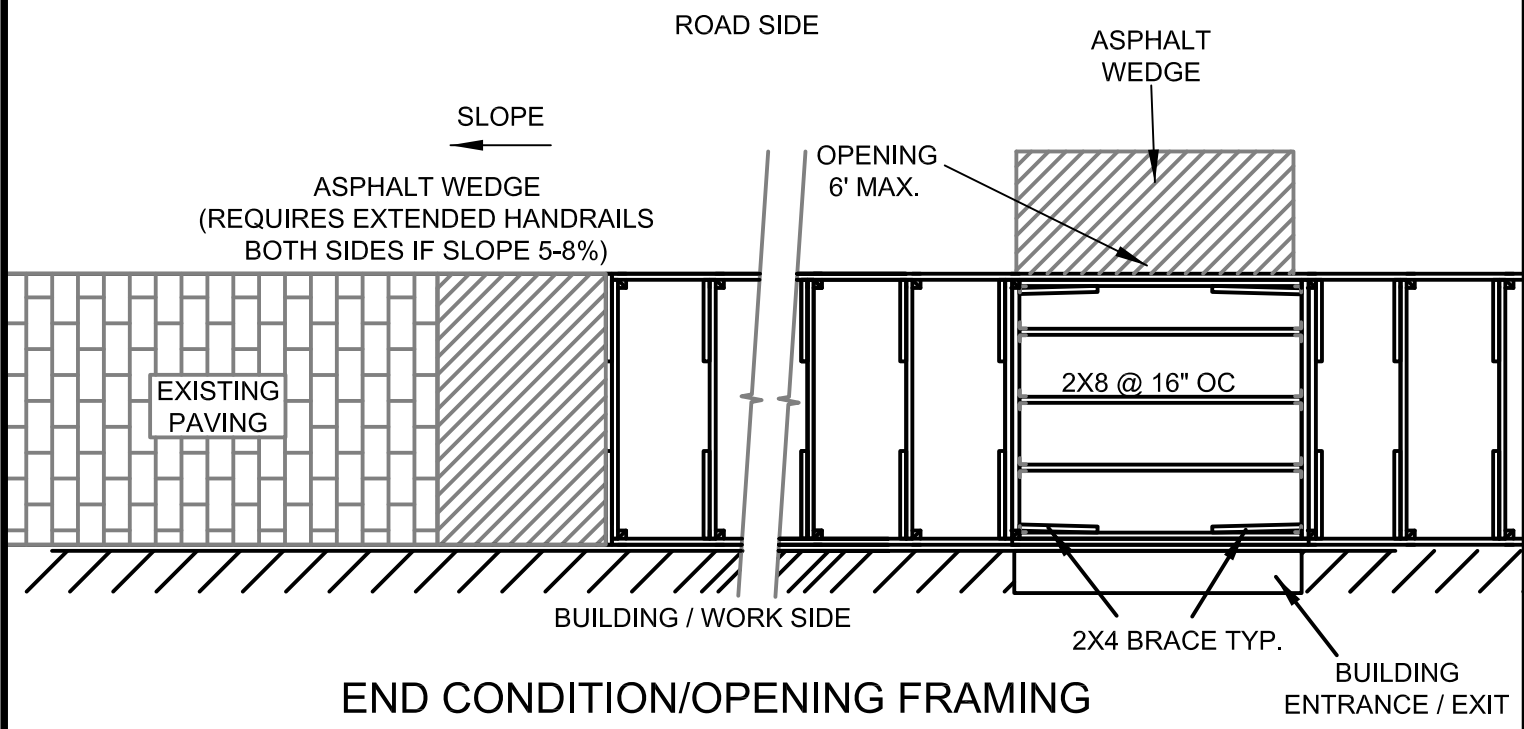 ROAD SIDE
ASPHALT
WEDGE
SLOPE
OPENING
6' MAX.
ASPHALT WEDGE
(REQUIRES EXTENDED HANDRAILS
BOTH SIDES IF SLOPE 5-8%)
EXISTING
PAVING
2X8 @ 16" OC
BUILDING / WORK SIDE
2X4 BRACE TYP.
BUILDING
ENTRANCE / EXIT
END CONDITION/OPENING FRAMING